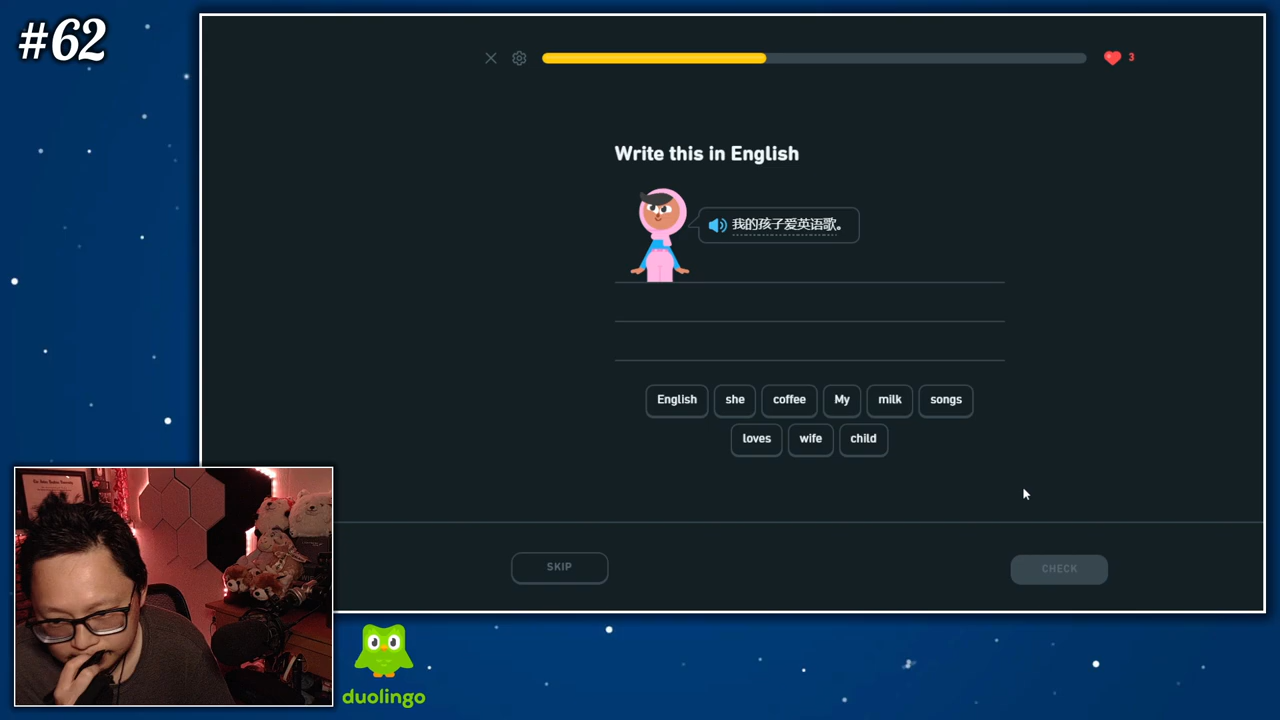 #62
3
Write this in English
我的孩子爱英语歌。
English she coffee My milk songs
loves wife child
SKIP CHECK
duolingo